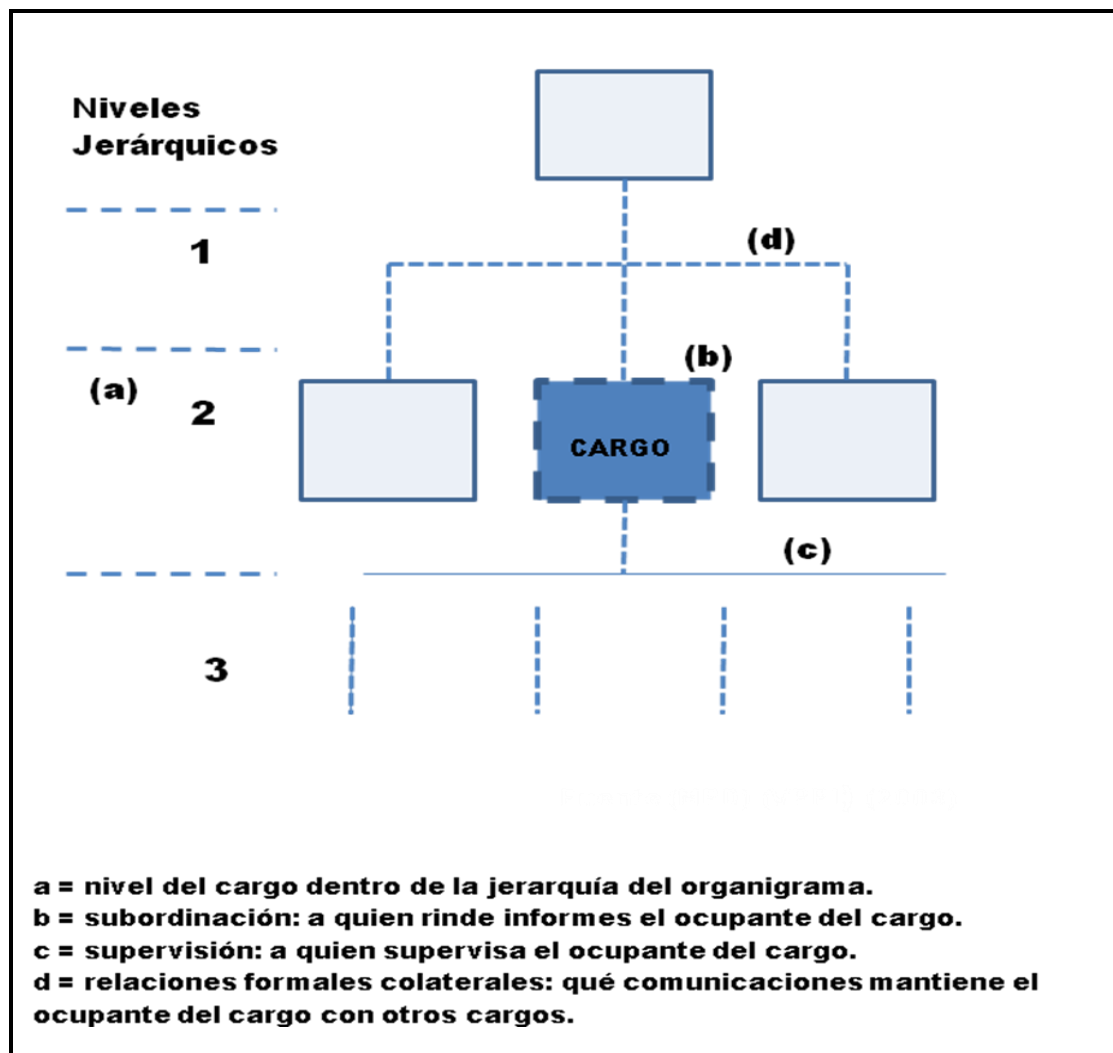 Niveles
Jerárquicos
1
(d)
(b)
(a)
2
CARGO
(c)
3
a = nivel del cargo dentro de la jerarquía del organigrama.
b = subordinación: a quien rinde informes el ocupante del cargo.
c = supervisión: a quien supervisa el ocupante del cargo.
d = relaciones formales colaterales: qué comunicaciones mantiene el
ocupante del cargo con otros cargos.